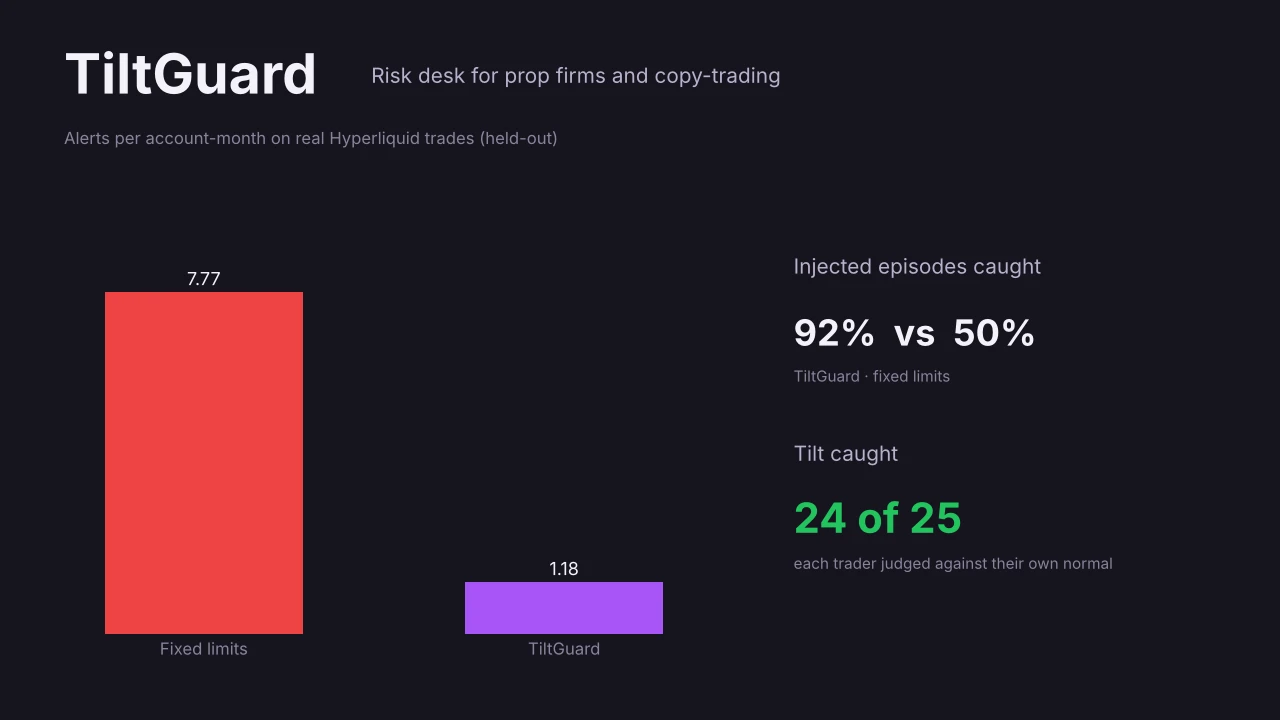 TiltGuard
Risk desk for prop firms and copy-trading
Alerts per account-month on real Hyperliquid trades (held-out)
7.77
Fixed limits
1.18
TiltGuard
Injected episodes caught
92% vs 50%
TiltGuard · fixed limits
Tilt caught
24 of 25
each trader judged against their own normal